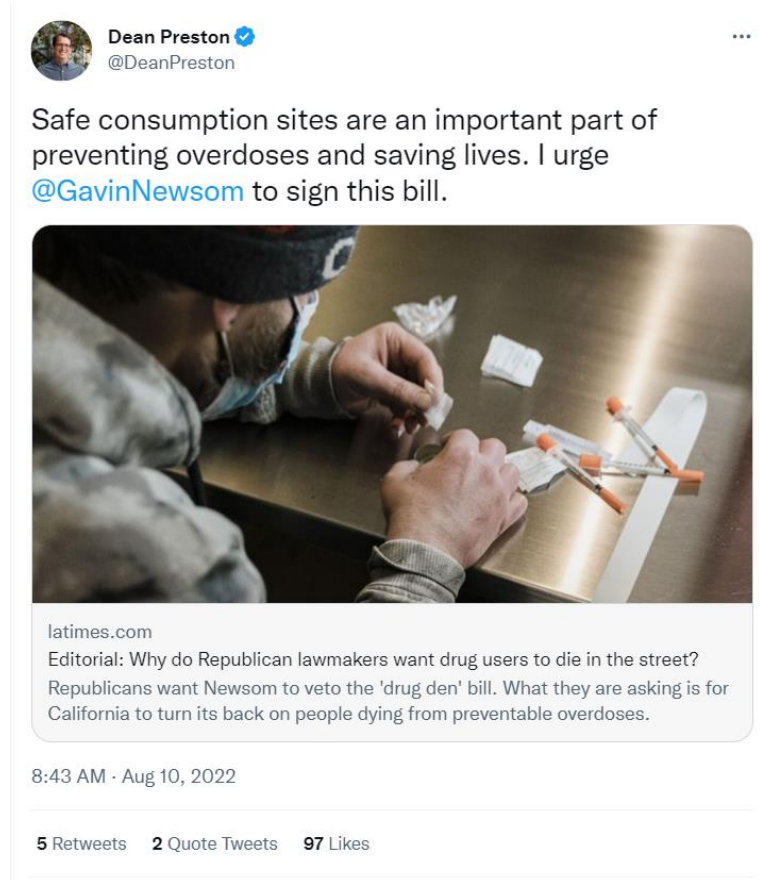 Dean Preston
@DeanPreston
Safe consumption sites are an important part of
preventing overdoses and saving lives. I urge
@GavinNewsom to sign this bill.
C
latimes.com
Editorial: Why do Republican lawmakers want drug users to die in the street?
Republicans want Newsom to veto the 'drug den' bill. What they are asking is for
California to turn its back on people dying from preventable overdoses.
8:43 AM · Aug 10, 2022
5 Retweets 2 Quote Tweets 97 Likes